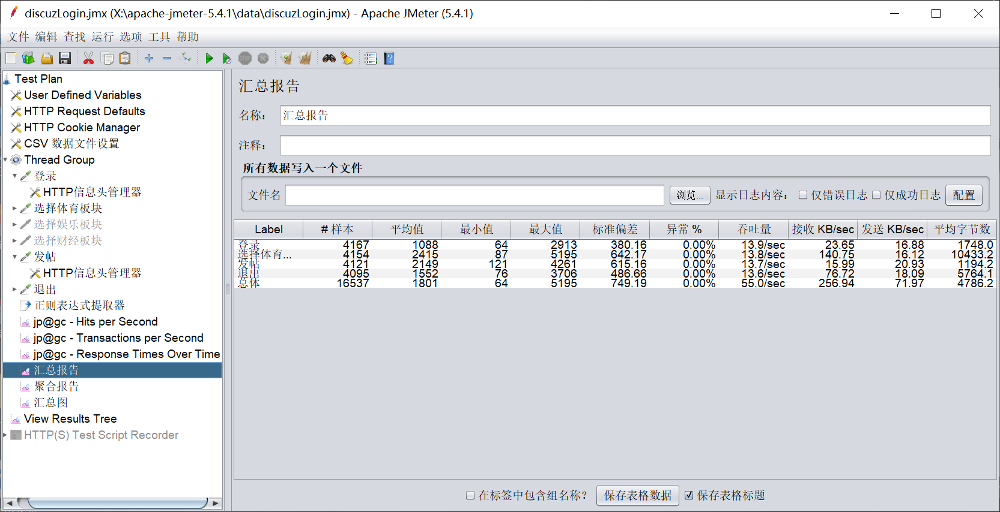 discuzLogin.jmx (X:\apache-jmeter-5.4.1\data\discuzLogin.jmx) - Apache JMeter (5.4.1)
文件 编辑 查找 运行 选项 工具 帮助
Test Plan
User Defined Variables
HTTP Request Defaults
HTTP Cookie Manager
CSV 数据文件设置
Thread Group
登录
HTTP信息头管理器
选择体育板块
选择娱乐板块
选择财经板块
发帖
HTTP信息头管理器
退出
正则表达式提取器
jp@gc - Hits per Second
jp@gc - Transactions per Second
jp@gc - Response Times Over Time
汇总报告
聚合报告
汇总图
View Results Tree
HTTP(S) Test Script Recorder
汇总报告
名称： 汇总报告
注释：
所有数据写入一个文件
文件名 浏览... 显示日志内容： 仅错误日志 仅成功日志 配置
Label # 样本 平均值 最小值 最大值 标准偏差 异常 % 吞吐量 接收 KB/sec 发送 KB/sec 平均字节数
登录 4167 1088 64 2913 380.16 0.00% 13.9/sec 23.65 16.88 1748.0
选择体育... 4154 2415 87 5195 642.17 0.00% 13.8/sec 140.75 16.12 10433.2
发帖 4121 2149 121 4261 615.16 0.00% 13.7/sec 15.99 20.93 1194.2
退出 4095 1552 76 3706 486.66 0.00% 13.6/sec 76.72 18.09 5764.1
总体 16537 1801 64 5195 749.19 0.00% 55.0/sec 256.94 71.97 4786.2
在标签中包含组名称？ 保存表格数据 保存表格标题